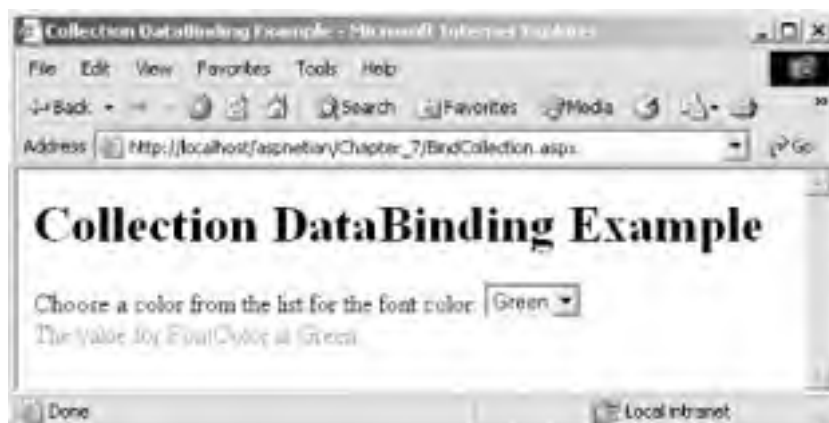 Collection DataBinding Example - Microsoft Internet Explorer
File Edit View Favorites Tools Help
Back Search Favorites Media »
Address http://localhost/aspnetian/Chapter_7/BindCollection.aspx Go
Collection DataBinding Example
Choose a color from the list for the font color: Green
The value for FontColor is Green
Done Local intranet